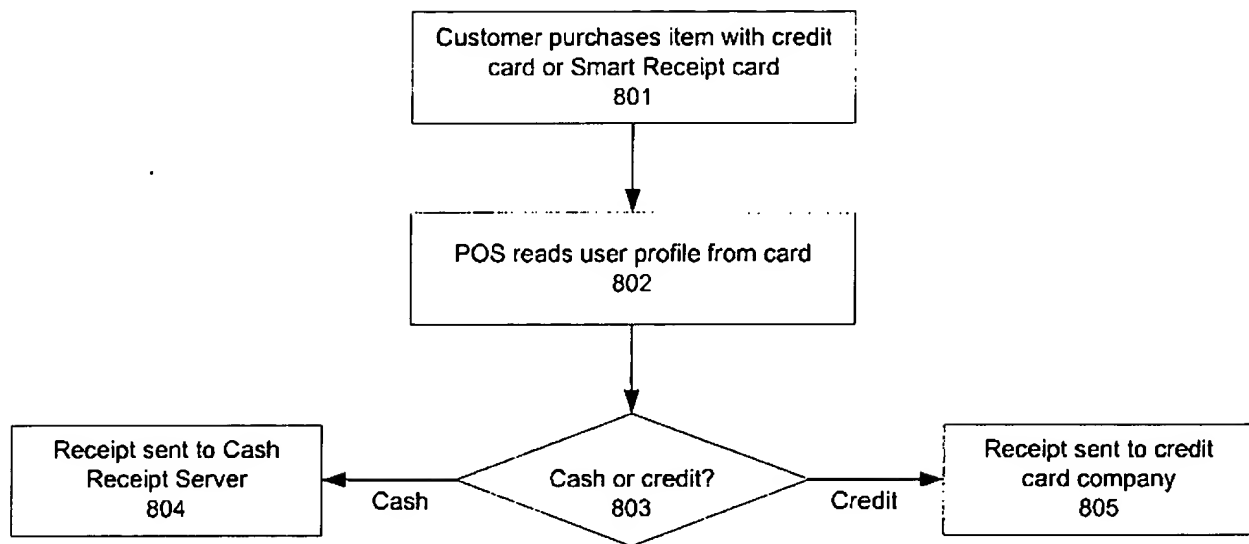 Customer purchases item with credit
card or Smart Receipt card
801
POS reads user profile from card
802
Receipt sent to Cash
Receipt Server
804
Cash
Cash or credit?
803
Credit
Receipt sent to credit
card company
805